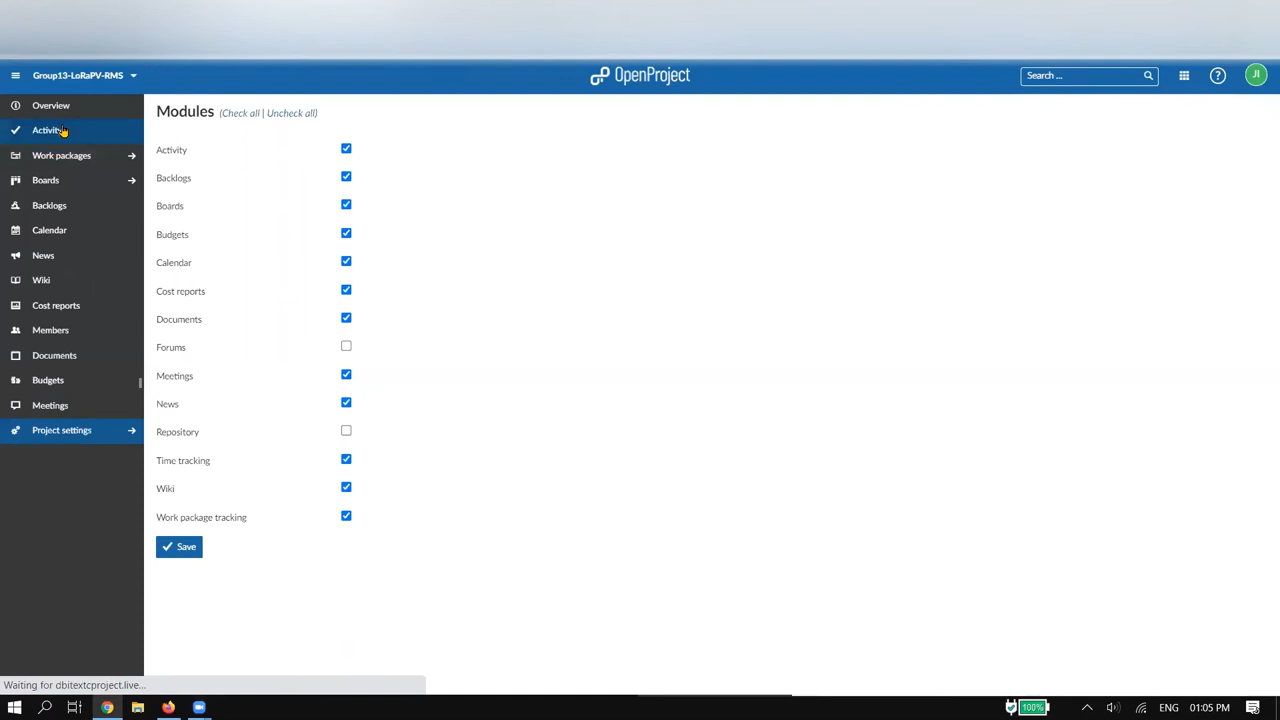 Group13-LoRaPV-RMS
OpenProject
Search ...
JI
Overview
Activity
Work packages
Boards
Backlogs
Calendar
News
Wiki
Cost reports
Members
Documents
Budgets
Meetings
Project settings
Modules (Check all | Uncheck all)
Activity
Backlogs
Boards
Budgets
Calendar
Cost reports
Documents
Forums
Meetings
News
Repository
Time tracking
Wiki
Work package tracking
Save
Waiting for dbitextcproject.live...
100%
ENG
01:05 PM